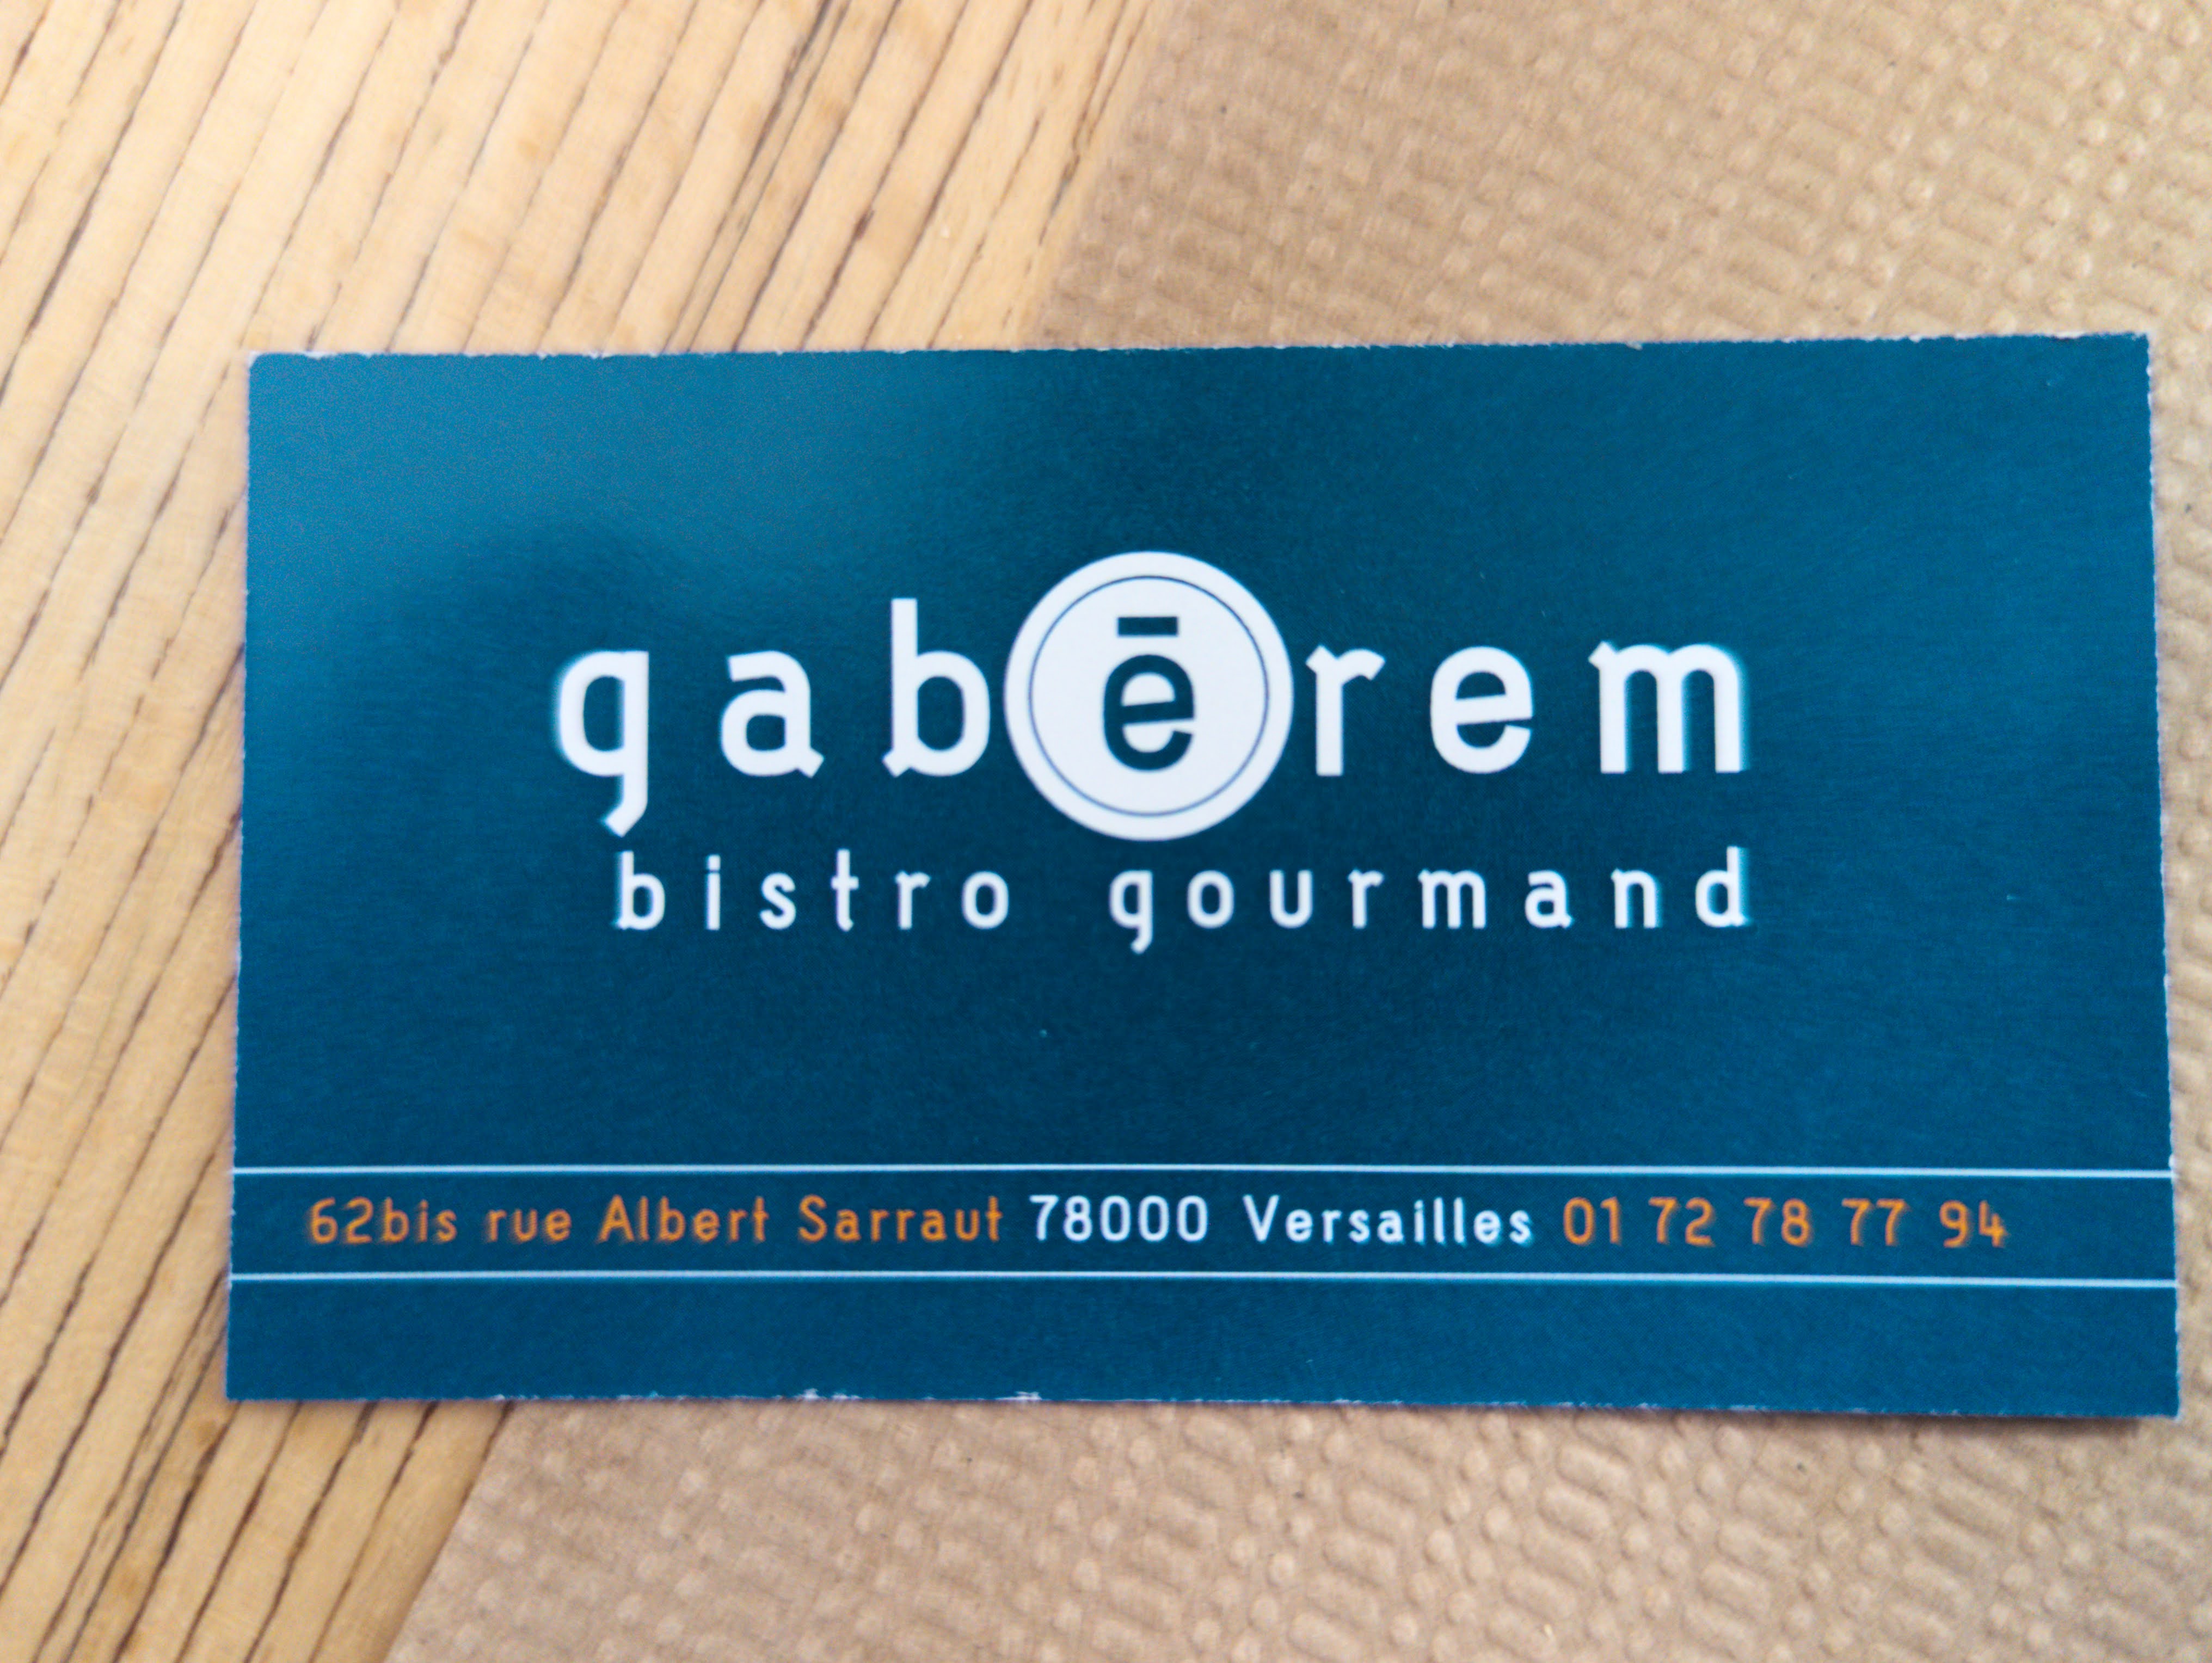 gabērem
bistro gourmand
62bis rue Albert Sarraut 78000 Versailles 01 72 78 77 94